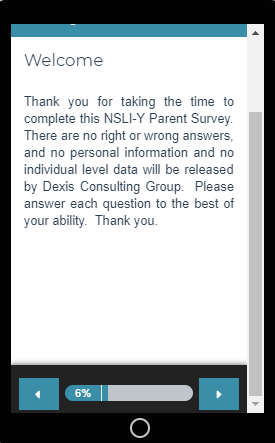 Welcome
Thank you for taking the time to
complete this NSLI-Y Parent Survey.
There are no right or wrong answers,
and no personal information and no
individual level data will be released
by Dexis Consulting Group. Please
answer each question to the best of
your ability. Thank you.
6%